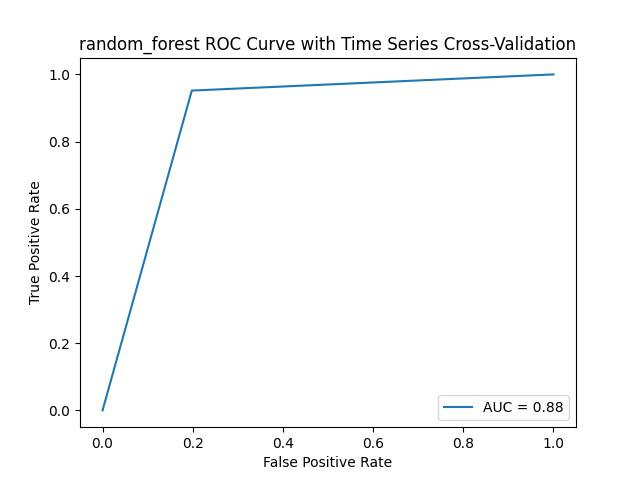 random_forest ROC Curve with Time Series Cross-Validation
True Positive Rate
1.0
0.8
0.6
0.4
0.2
0.0
AUC = 0.88
0.0 0.2 0.4 0.6 0.8 1.0
False Positive Rate